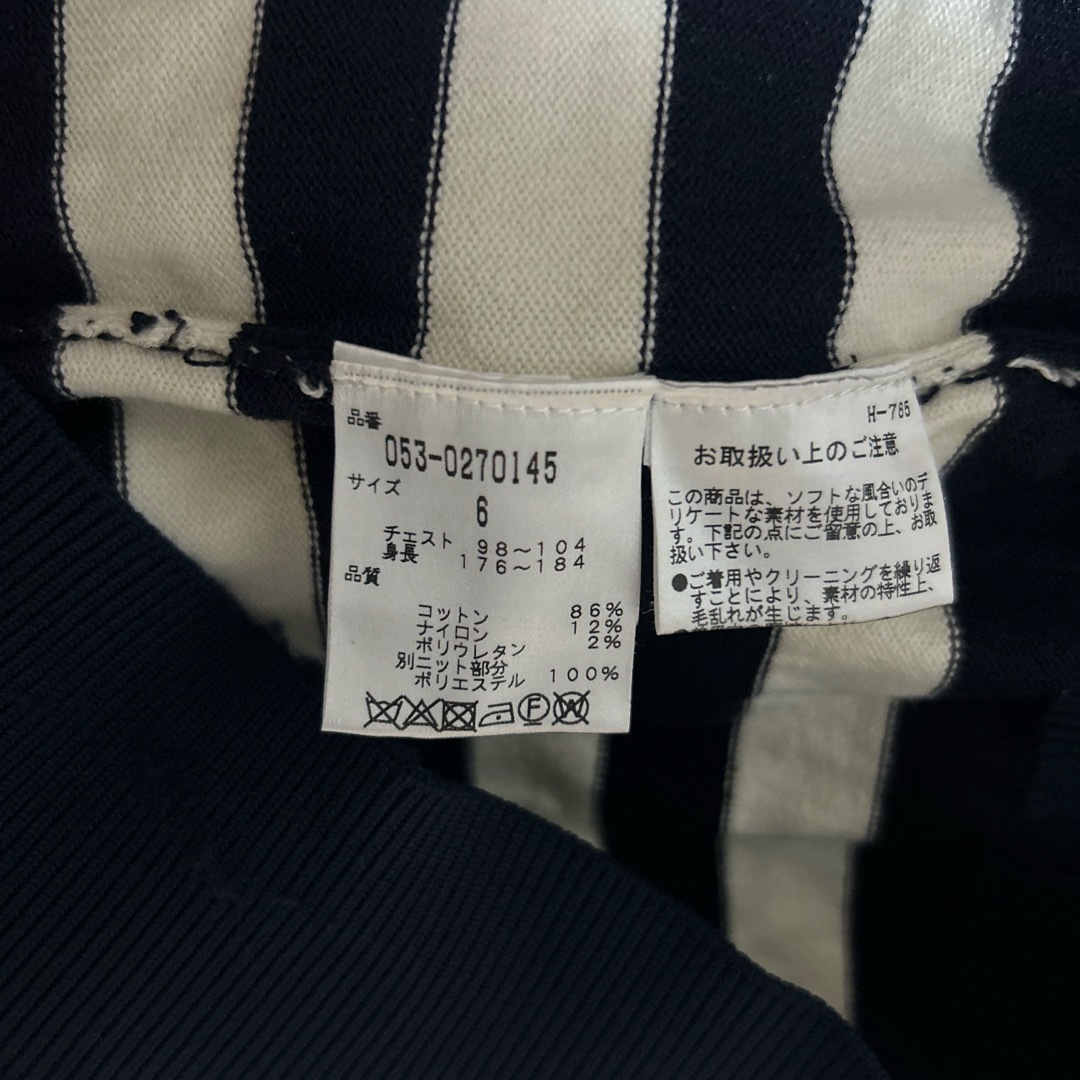 品番
053-0270145
サイズ
6
チェスト 98～104
身長 176～184
品質
コットン 86%
ナイロン 12%
ポリウレタン 2%
別ニット部分
ポリエステル 100%
F
W
H-765
お取扱い上のご注意
この商品は、ソフトな風合いのデ
リケートな素材を使用しておりま
す。下記の点にご留意の上、お取
扱い下さい。
●ご着用やクリーニングを繰り返
すことにより、素材の特性上、
毛乱れが生じます。